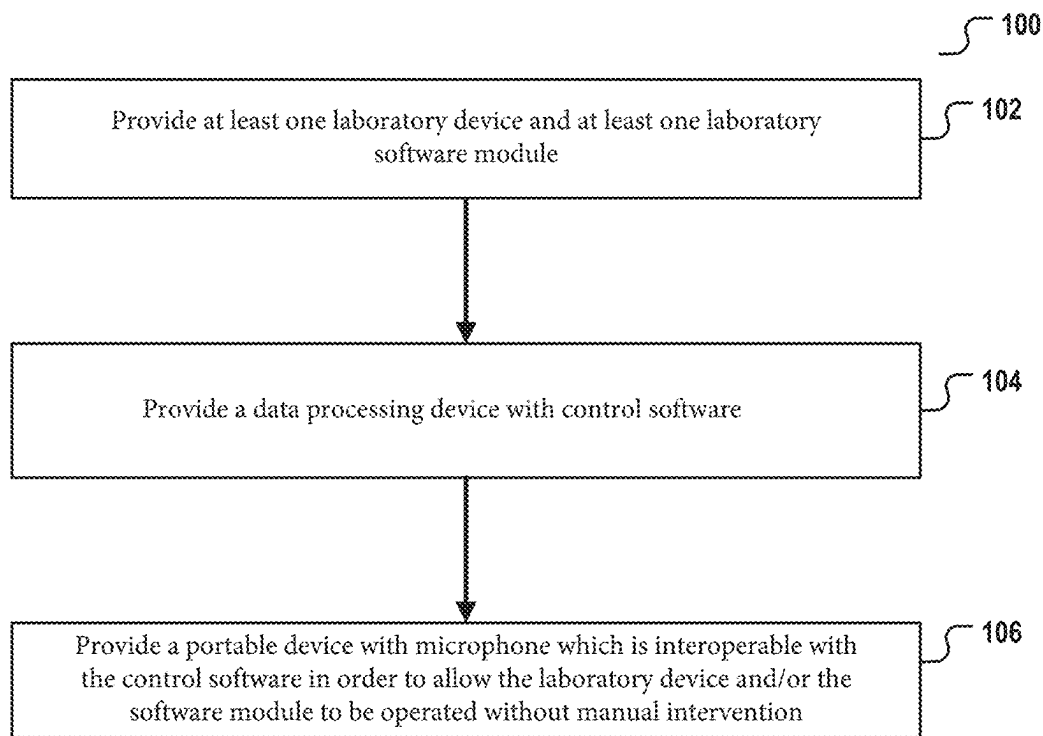 100
Provide at least one laboratory device and at least one laboratory
software module
102
Provide a data processing device with control software
104
Provide a portable device with microphone which is interoperable with
the control software in order to allow the laboratory device and/or the
software module to be operated without manual intervention
106